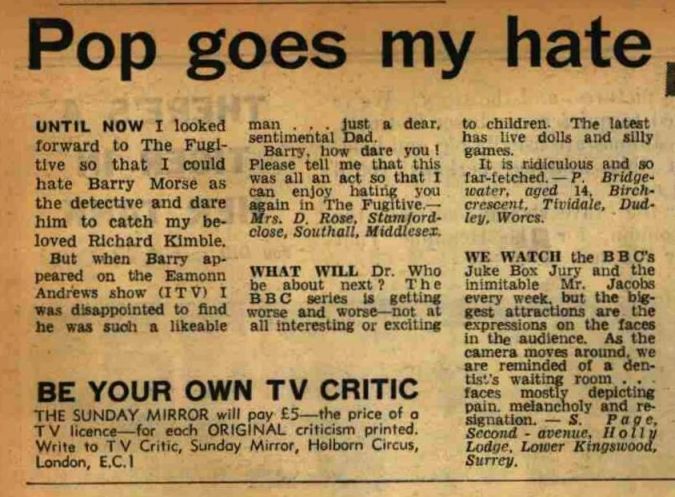 Pop goes my hate
UNTIL NOW I looked
forward to The Fugi-
tive so that I could
hate Barry Morse as
the detective and dare
him to catch my be-
loved Richard Kimble.
But when Barry ap-
peared on the Eamonn
Andrews show (ITV) I
was disappointed to find
he was such a likeable
man . . . just a dear,
sentimental Dad.
Barry, how dare you !
Please tell me that this
was all an act so that I
can enjoy hating you
again in The Fugitive.—
Mrs. D. Rose, Stamford-
close, Southall, Middlesex.
WHAT WILL Dr. Who
be about next? The
BBC series is getting
worse and worse—not at
all interesting or exciting
to children. The latest
has live dolls and silly
games.
It is ridiculous and so
far-fetched.—P. Bridge-
water, aged 14, Birch-
crescent, Tividale, Dud-
ley, Worcs.
WE WATCH the BBC's
Juke Box Jury and the
inimitable Mr. Jacobs
every week, but the big-
gest attractions are the
expressions on the faces
in the audience. As the
camera moves around, we
are reminded of a den-
tist's waiting room . . .
faces mostly depicting
pain, melancholy and re-
signation. — S. Page,
Second - avenue, Holly
Lodge, Lower Kingswood,
Surrey.
BE YOUR OWN TV CRITIC
THE SUNDAY MIRROR will pay £5—the price of a
TV licence—for each ORIGINAL criticism printed.
Write to TV Critic, Sunday Mirror, Holborn Circus,
London, E.C.1